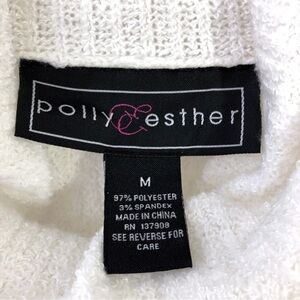 polly & esther
M
97% POLYESTER
3% SPANDEX
MADE IN CHINA
RN 137908
SEE REVERSE FOR
CARE